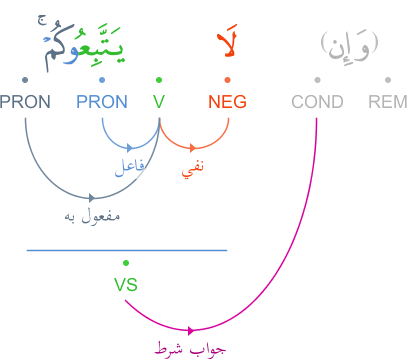 (وَإِن) لَا يَتَّبِعُوكُمْ ۚ
PRON PRON V NEG COND REM
فاعل نفي
مفعول به
VS
جواب شرط